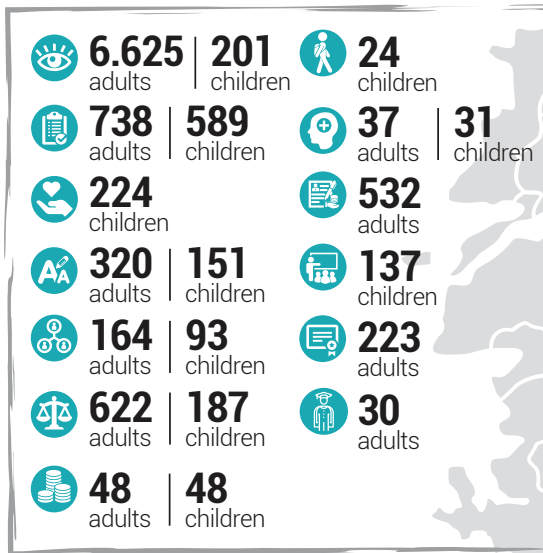 6.625 adults | 201 children
738 adults | 589 children
224 children
320 adults | 151 children
164 adults | 93 children
622 adults | 187 children
48 adults | 48 children
24 children
37 adults | 31 children
532 adults
137 children
223 adults
30 adults